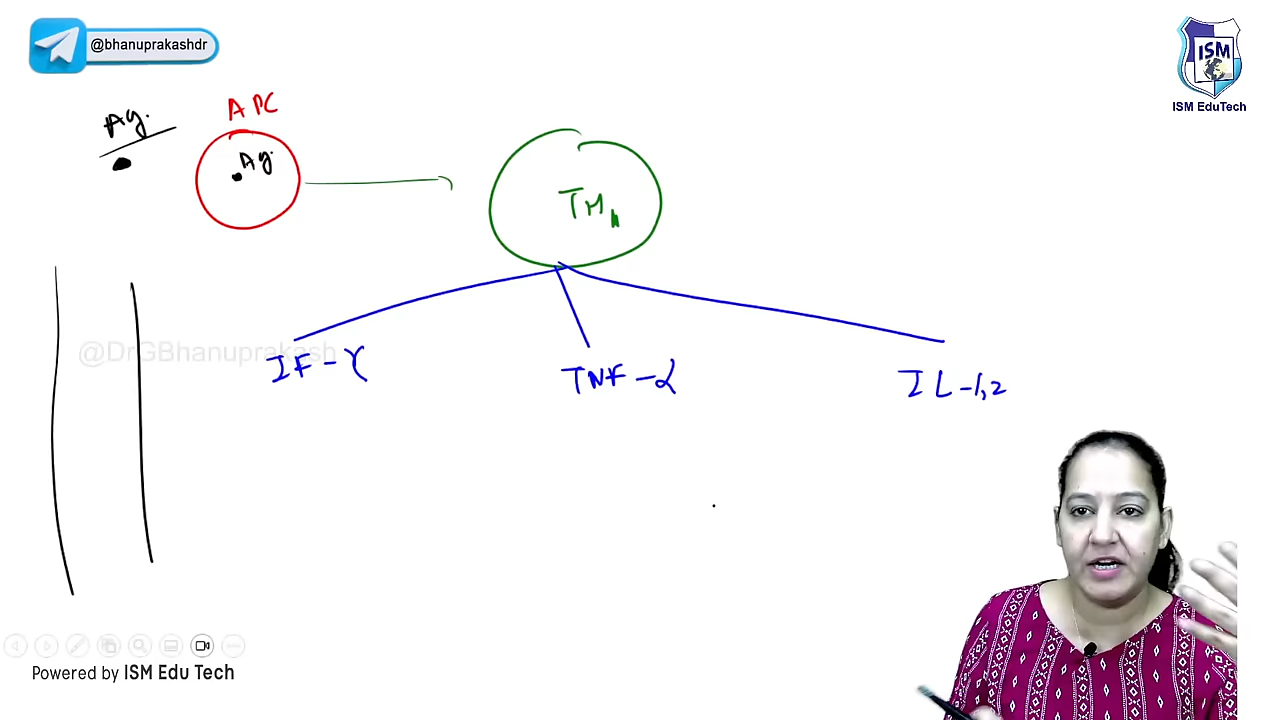 @bhanuprakashdr
ISM
ISM EduTech
Ag.
APC
Ag.
TH1
@DrGBhanuprakash
IF-γ
TNF-α
IL-1,2
Powered by ISM Edu Tech